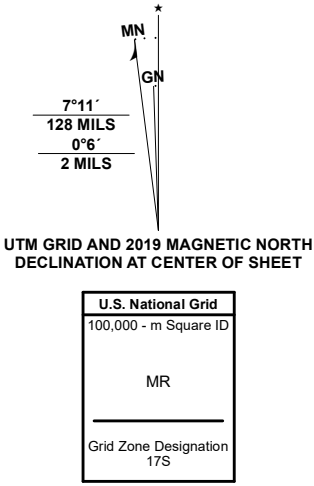 ★
MN
GN
7°11´
128 MILS
0°6´
2 MILS
UTM GRID AND 2019 MAGNETIC NORTH
DECLINATION AT CENTER OF SHEET
U.S. National Grid
100,000 - m Square ID
MR
Grid Zone Designation
17S